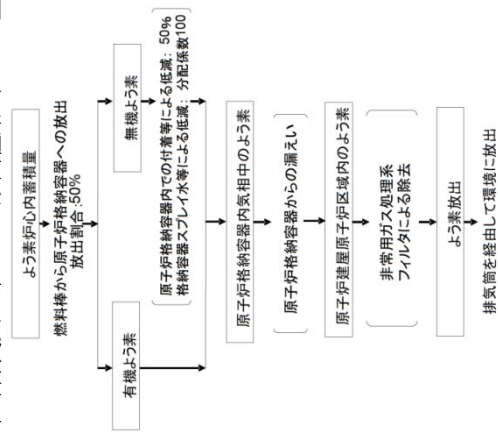 よう素炉心内蓄積量
燃料棒から原子炉格納容器への放出
放出割合:50%
有機よう素
無機よう素
原子炉格納容器内での付着等による低減:50%
格納容器スプレイ水等による低減:分配係数100
原子炉格納容器内気相中のよう素
原子炉格納容器からの漏えい
原子炉建屋原子炉区域内のよう素
非常用ガス処理系
フィルタによる除去
よう素放出
排気筒を経由して環境に放出